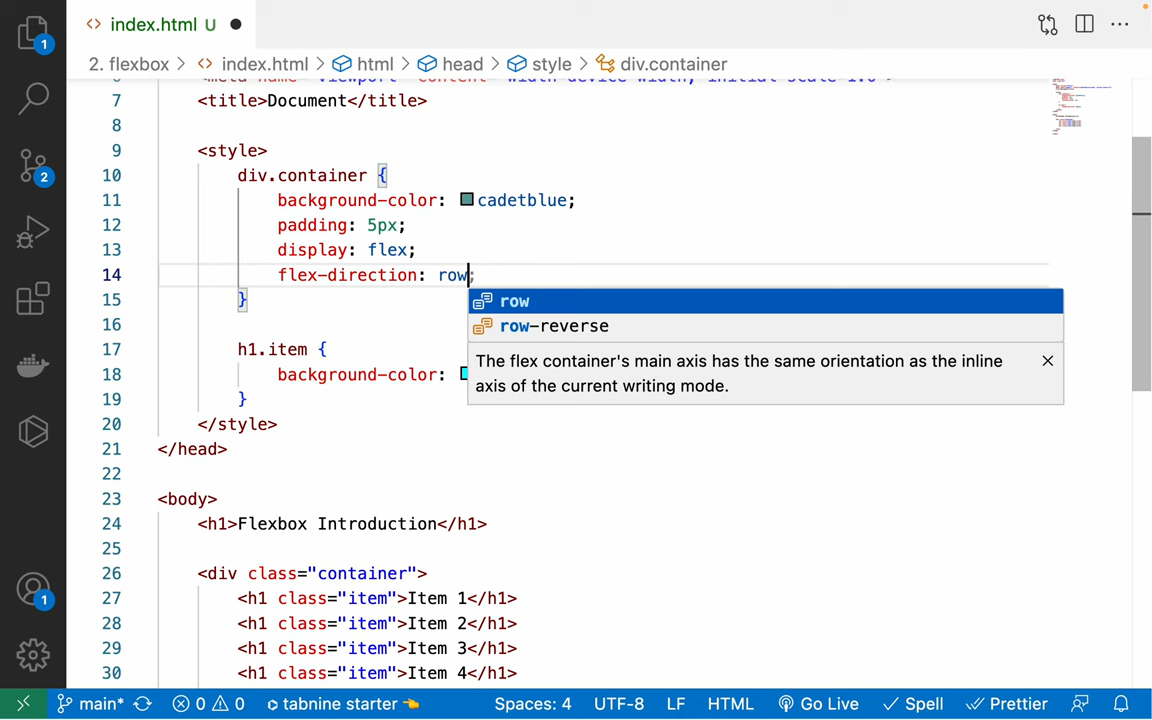 index.html U
2. flexbox > index.html > html > head > style > div.container
7 <title>Document</title>
8
9 <style>
10 div.container {
11 background-color: cadetblue;
12 padding: 5px;
13 display: flex;
14 flex-direction: row;
row
row-reverse
The flex container's main axis has the same orientation as the inline
axis of the current writing mode.
15 }
16
17 h1.item {
18 background-color:
19 }
20 </style>
21 </head>
22
23 <body>
24 <h1>Flexbox Introduction</h1>
25
26 <div class="container">
27 <h1 class="item">Item 1</h1>
28 <h1 class="item">Item 2</h1>
29 <h1 class="item">Item 3</h1>
30 <h1 class="item">Item 4</h1>
1
2
1
main* 0 0 tabnine starter Spaces: 4 UTF-8 LF HTML Go Live Spell Prettier